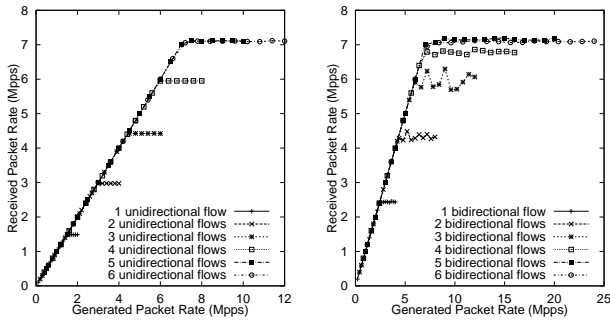 Received Packet Rate (Mpps)
8
7
6
5
4
3
2
1
0
1 unidirectional flow
2 unidirectional flows
3 unidirectional flows
4 unidirectional flows
5 unidirectional flows
6 unidirectional flows
0 2 4 6 8 10 12
Generated Packet Rate (Mpps)
Received Packet Rate (Mpps)
8
7
6
5
4
3
2
1
0
1 bidirectional flow
2 bidirectional flows
3 bidirectional flows
4 bidirectional flows
5 bidirectional flows
6 bidirectional flows
0 5 10 15 20 25
Generated Packet Rate (Mpps)